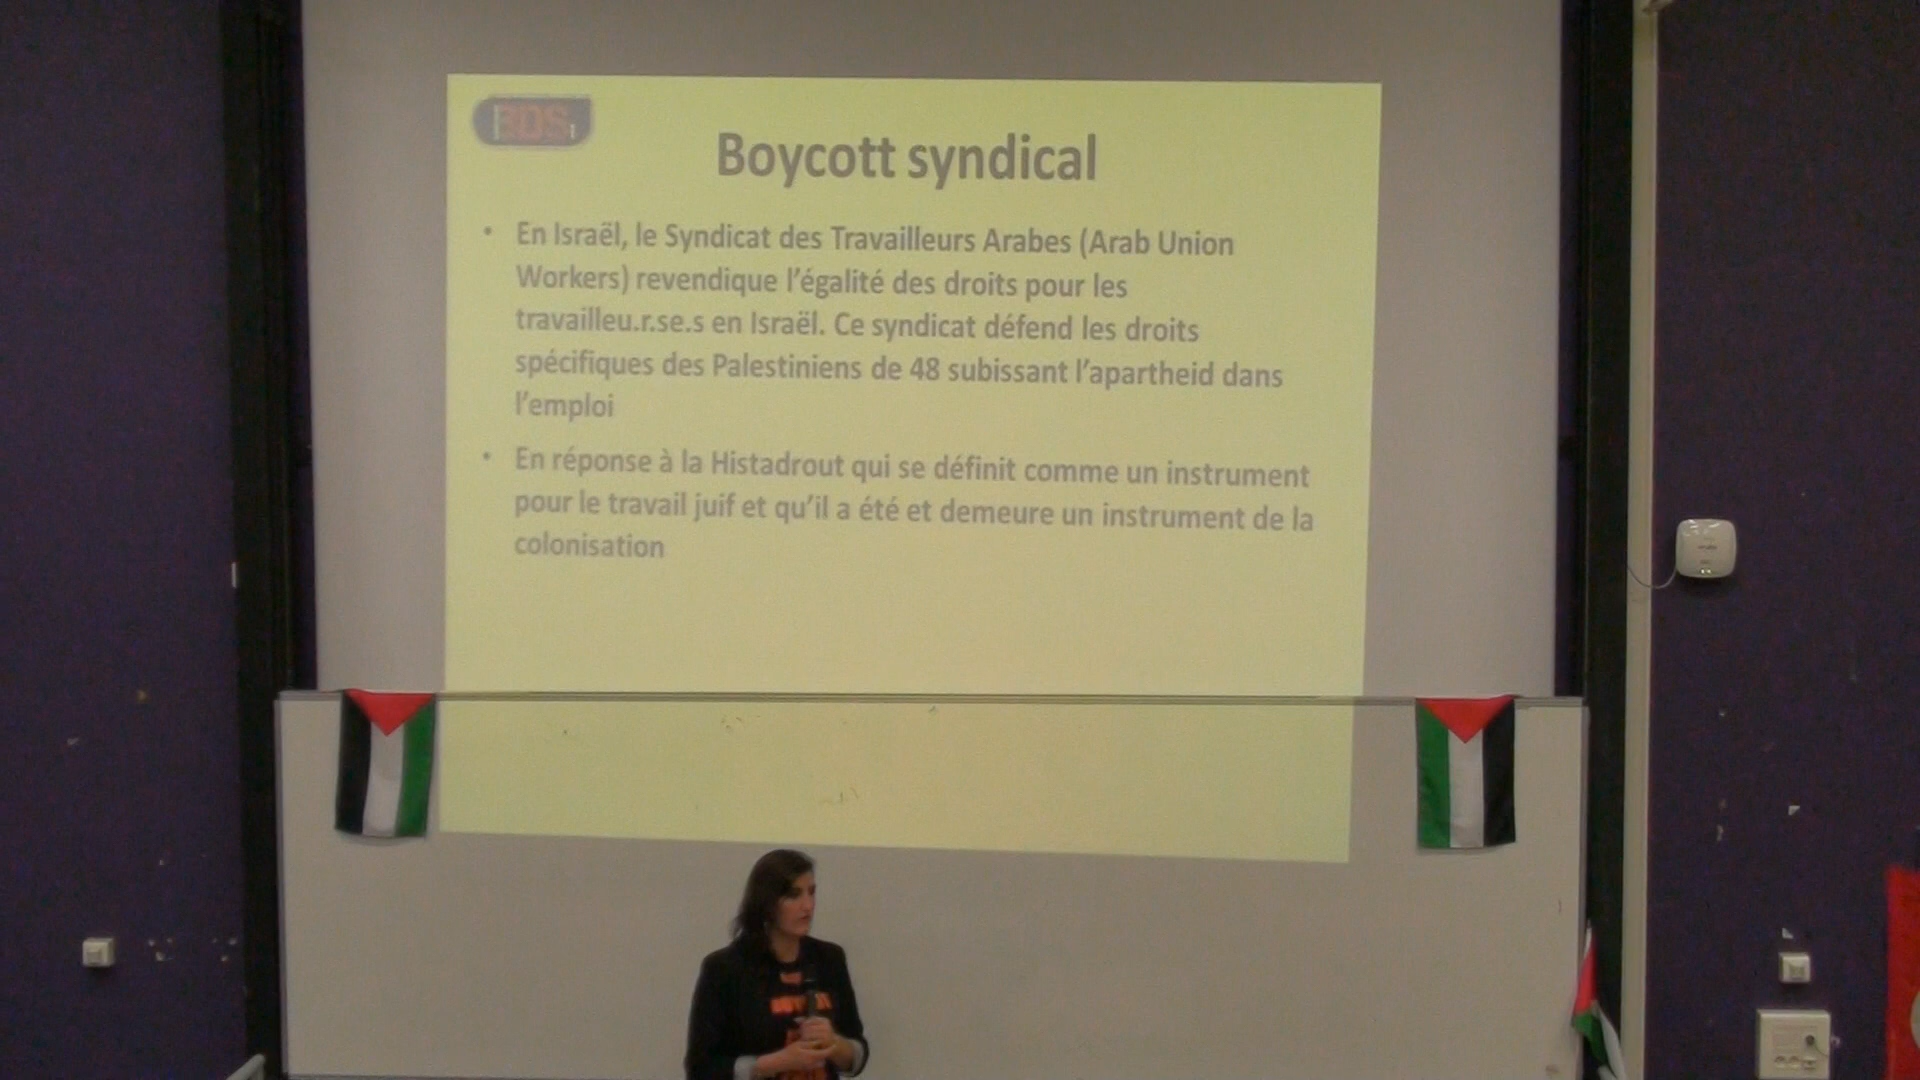 BDS
Boycott syndical
• En Israël, le Syndicat des Travailleurs Arabes (Arab Union
Workers) revendique l'égalité des droits pour les
travailleu.r.se.s en Israël. Ce syndicat défend les droits
spécifiques des Palestiniens de 48 subissant l'apartheid dans
l'emploi
• En réponse à la Histadrout qui se définit comme un instrument
pour le travail juif et qu'il a été et demeure un instrument de la
colonisation